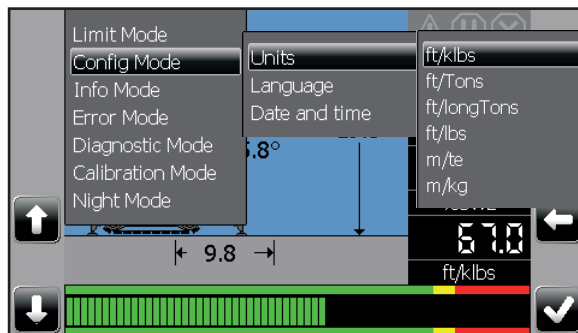 Limit Mode
Config Mode
Info Mode
Error Mode
Diagnostic Mode
Calibration Mode
Night Mode
Units
Language
Date and time
ft/klbs
ft/Tons
ft/longTons
ft/lbs
m/te
m/kg
.8°
9.8
67.0
ft/klbs